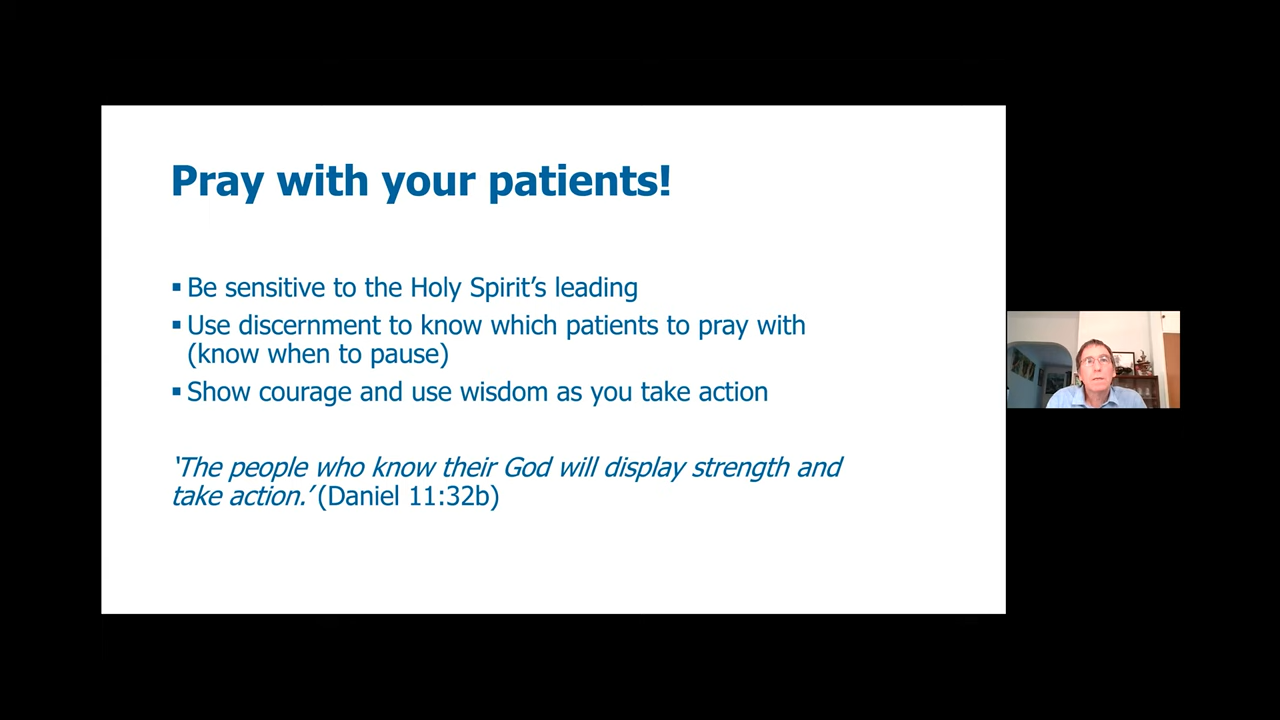 Pray with your patients!
▪ Be sensitive to the Holy Spirit’s leading
▪ Use discernment to know which patients to pray with
(know when to pause)
▪ Show courage and use wisdom as you take action
‘The people who know their God will display strength and
take action.’ (Daniel 11:32b)